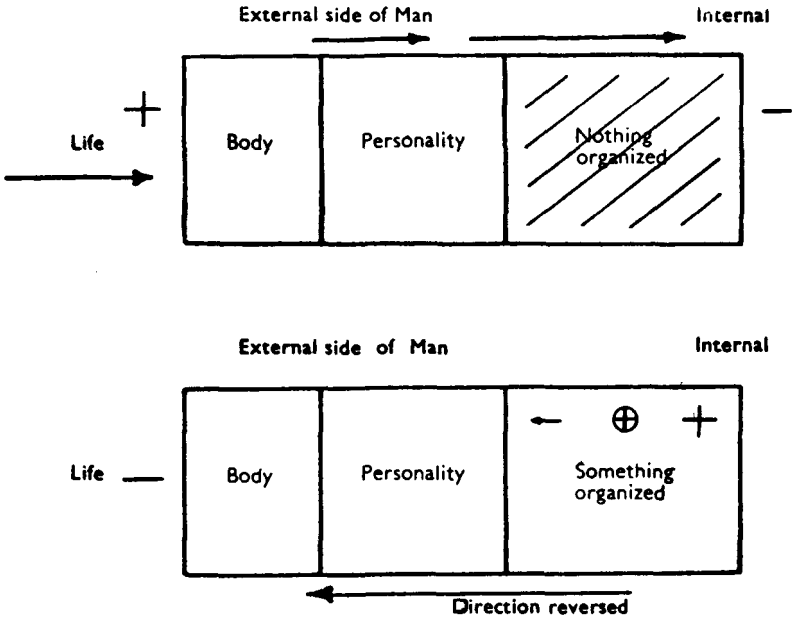 External side of Man Internal
+
Life Body Personality Nothing
organized
—
External side of Man Internal
⊕ +
Life — Body Personality Something
organized
Direction reversed